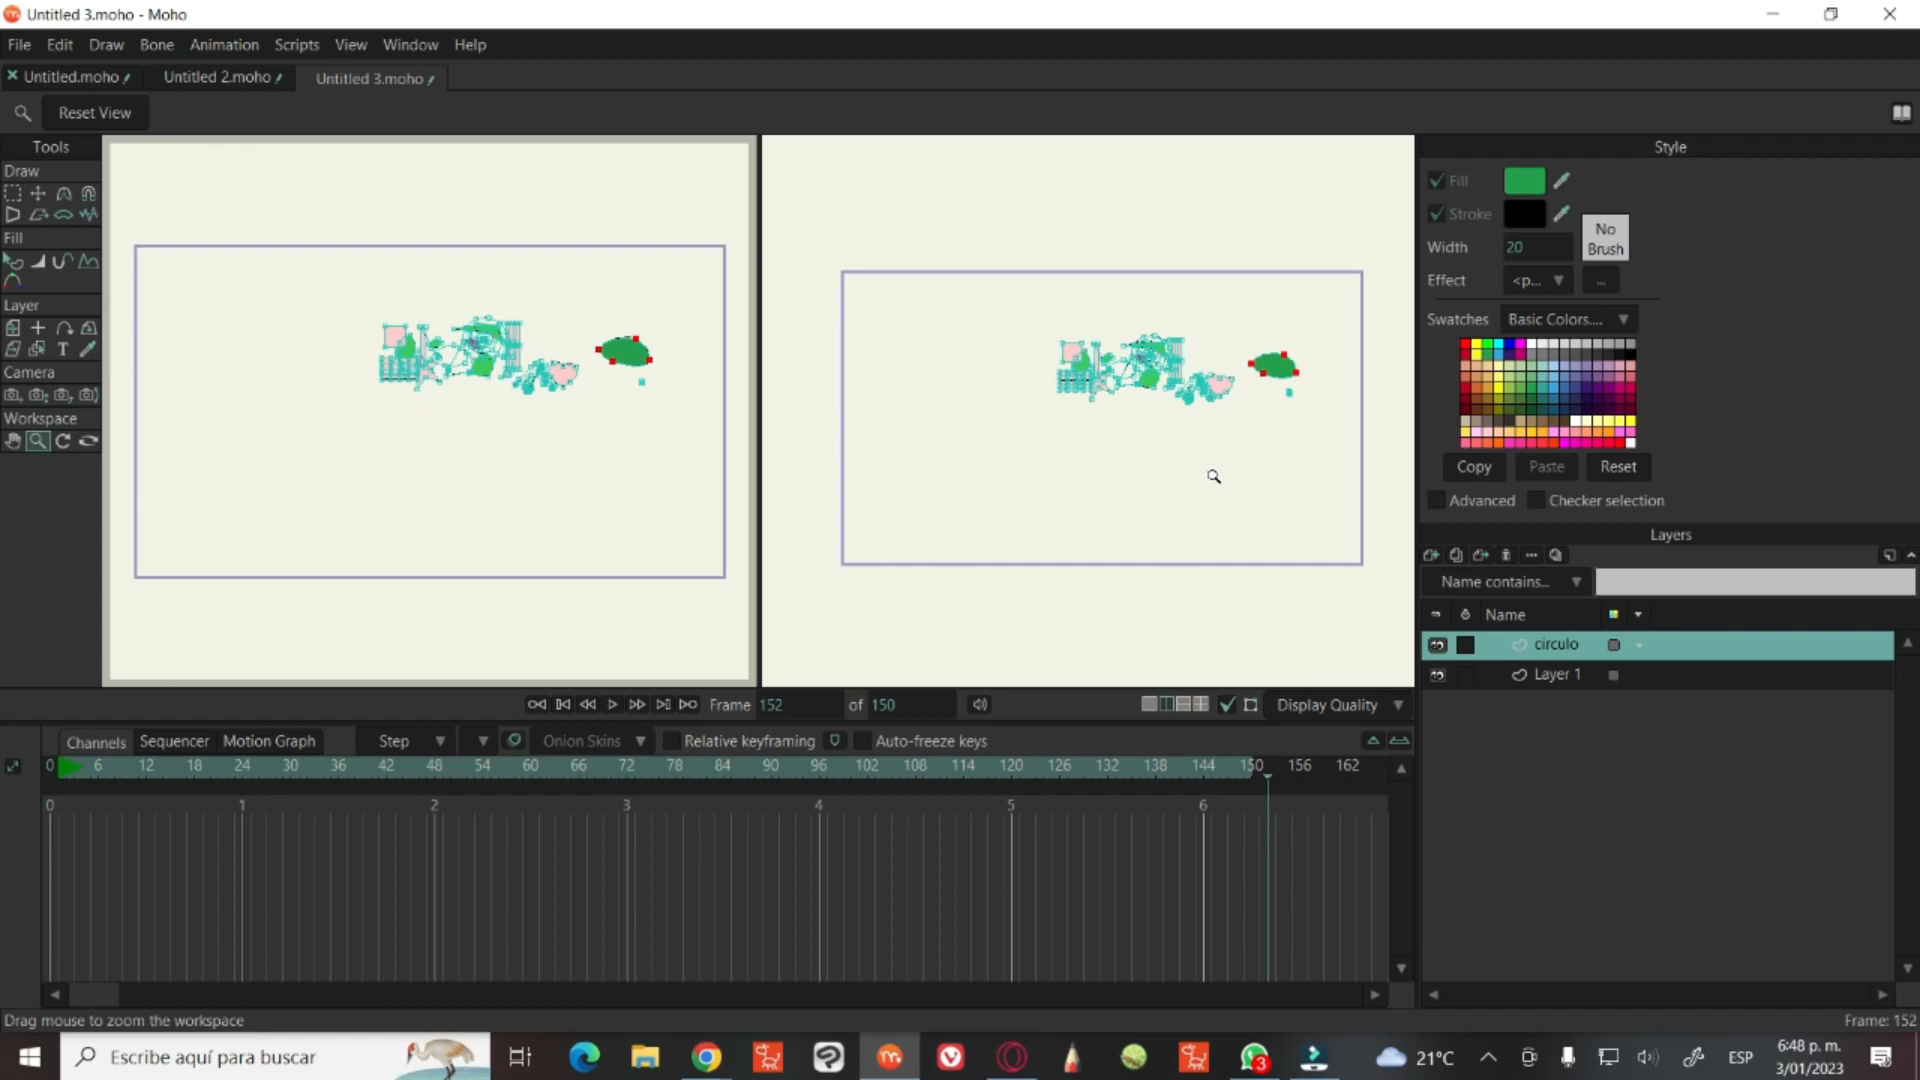 Untitled 3.moho - Moho
File Edit Draw Bone Animation Scripts View Window Help
Untitled.moho Untitled 2.moho Untitled 3.moho
Reset View
Tools
Draw
Fill
Layer
Camera
Workspace
Style
Fill
Stroke
No Brush
Width 20
Effect <p... ...
Swatches Basic Colors....
Copy Paste Reset
Advanced Checker selection
Layers
Name contains...
Name
circulo
Layer 1
Frame 152 of 150 Display Quality
Channels Sequencer Motion Graph Step Onion Skins Relative keyframing Auto-freeze keys
0 6 12 18 24 30 36 42 48 54 60 66 72 78 84 90 96 102 108 114 120 126 132 138 144 150 156 162
0 1 2 3 4 5 6
Drag mouse to zoom the workspace
Frame: 152
Escribe aquí para buscar
3
21°C
ESP
6:48 p. m.
3/01/2023